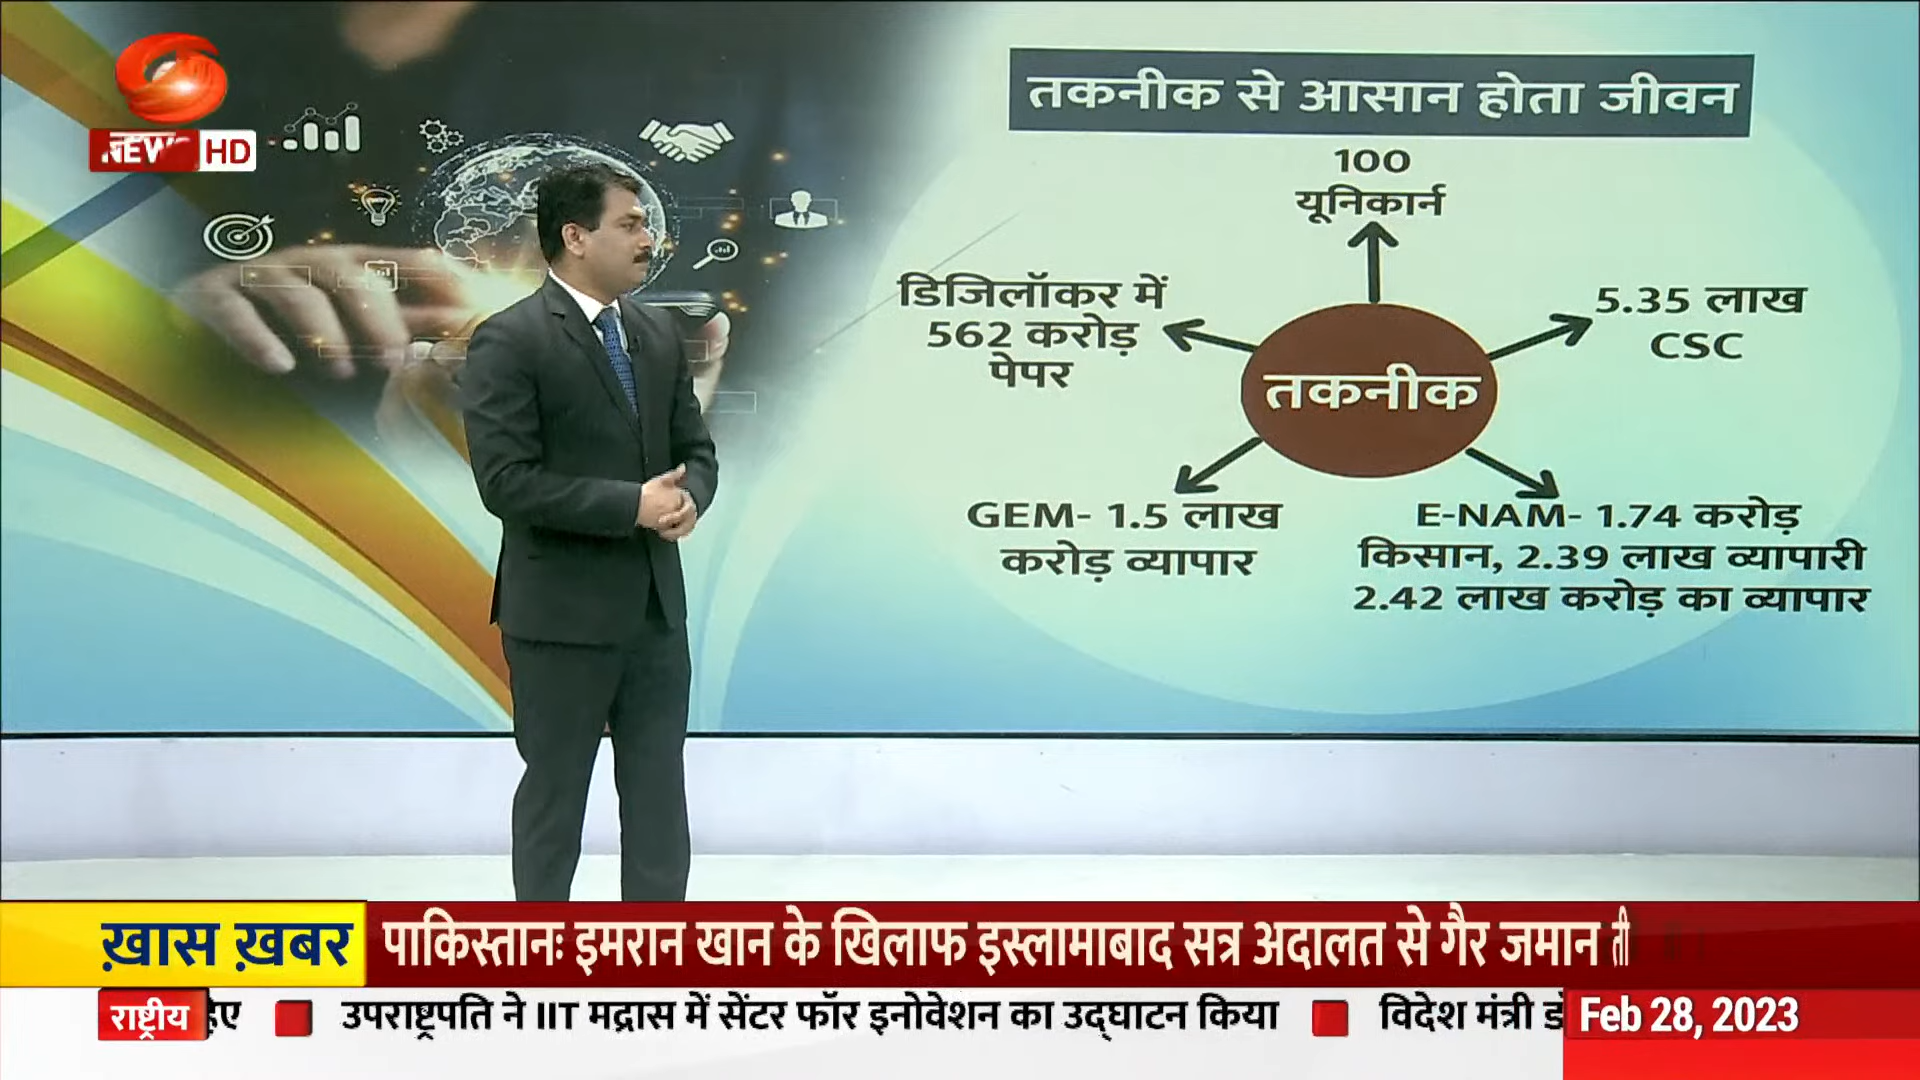 NEWS HD
तकनीक से आसान होता जीवन
100
यूनिकार्न
डिजिलॉकर में
562 करोड़
पेपर
5.35 लाख
CSC
तकनीक
GEM- 1.5 लाख
करोड़ व्यापार
E-NAM- 1.74 करोड़
किसान, 2.39 लाख व्यापारी
2.42 लाख करोड़ का व्यापार
ख़ास ख़बर
पाकिस्तानः इमरान खान के खिलाफ इस्लामाबाद सत्र अदालत से गैर जमान
राष्ट्रीय
उपराष्ट्रपति ने IIT मद्रास में सेंटर फॉर इनोवेशन का उद्घाटन किया
विदेश मंत्री
Feb 28, 2023